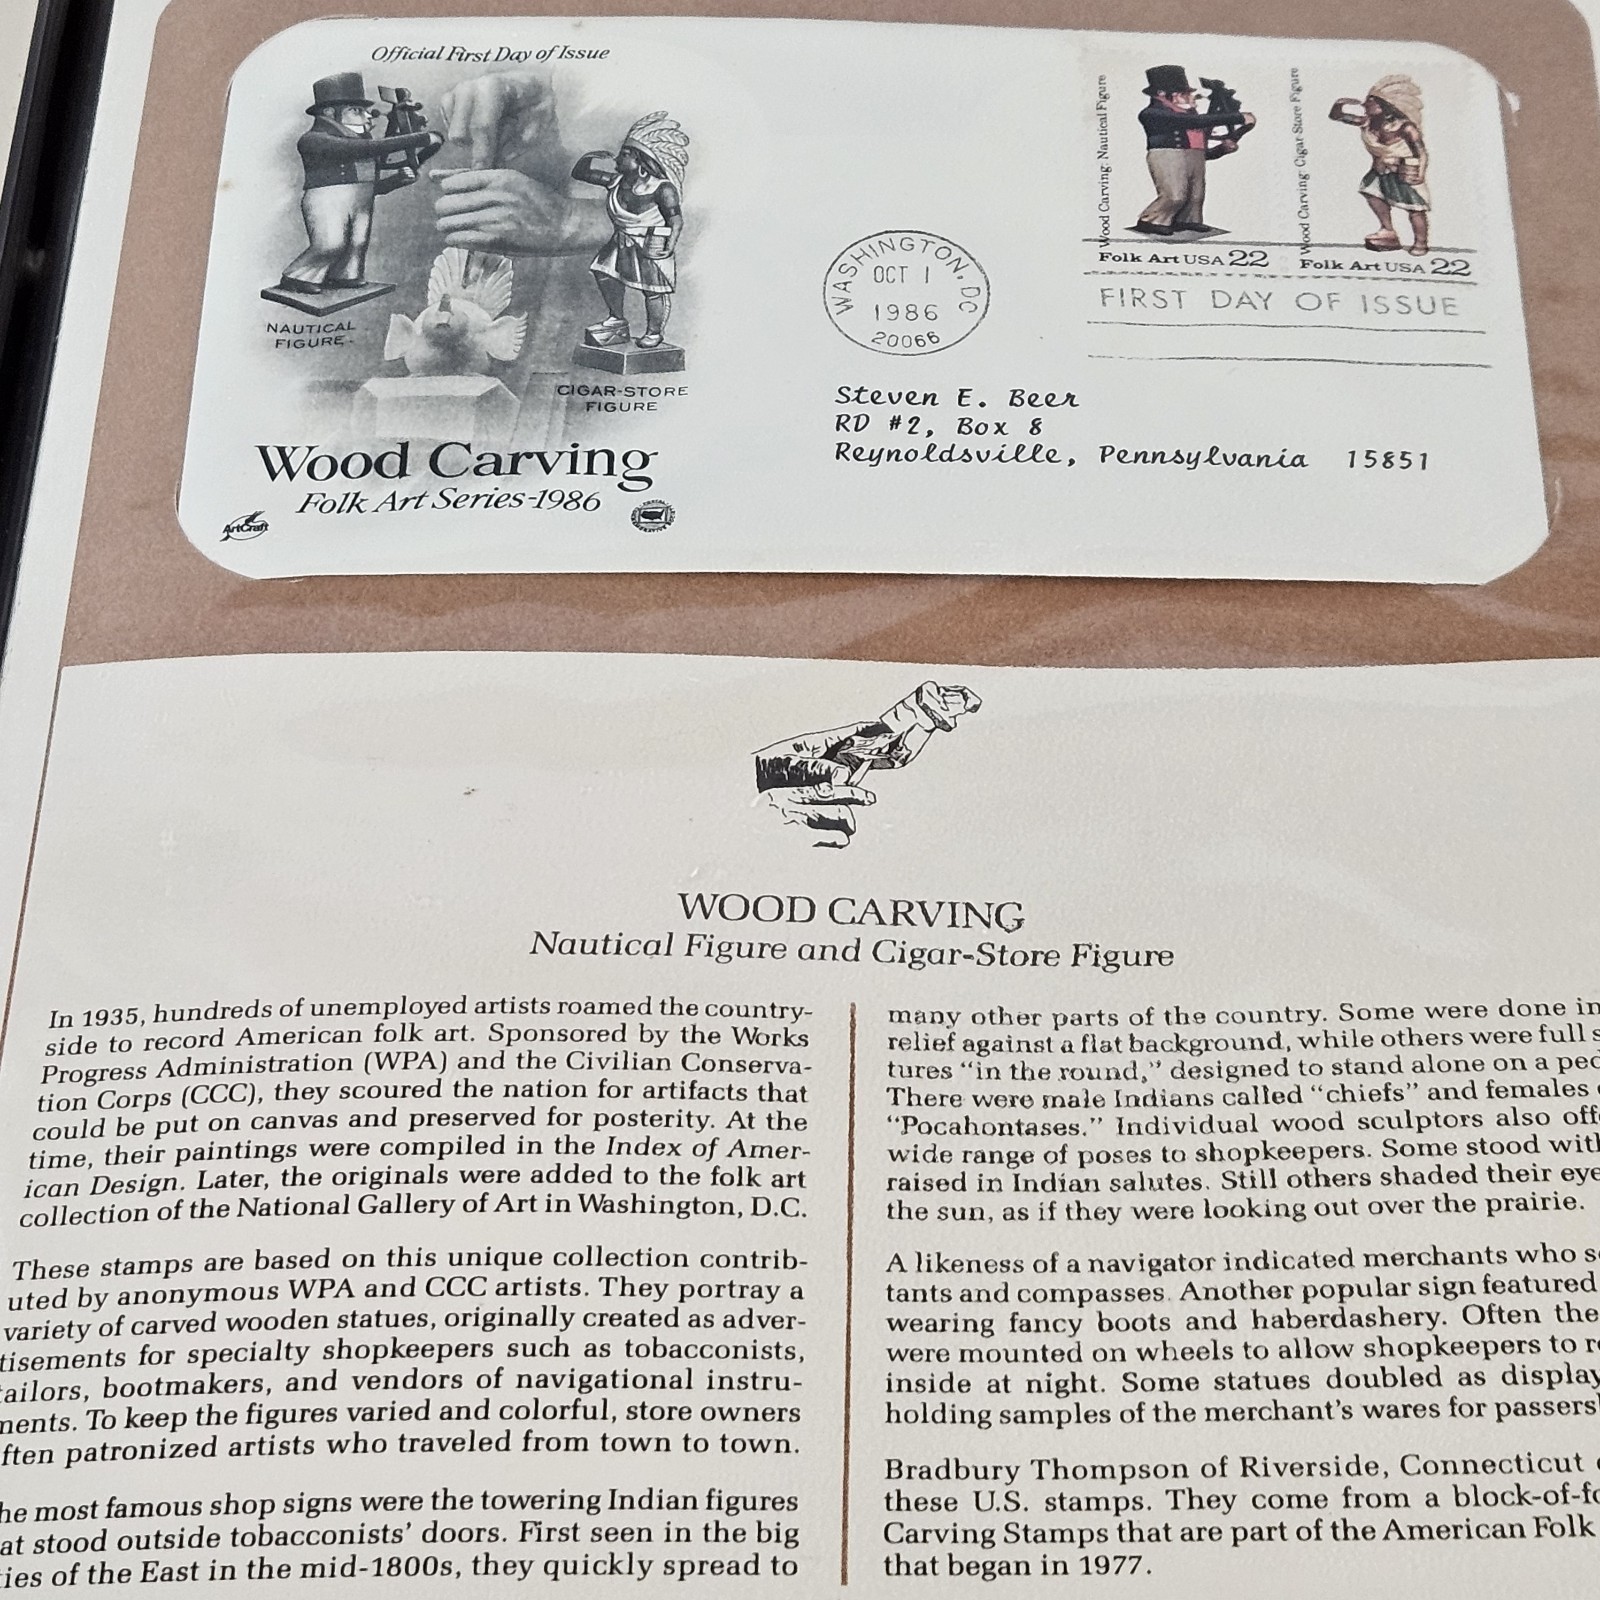 Official First Day of Issue
NAUTICAL
FIGURE
CIGAR-STORE
FIGURE
Wood Carving
Folk Art Series-1986
ArtCraft
WASHINGTON, DC
OCT 1
1986
20066
Wood Carving: Nautical Figure
Folk Art USA 22
Wood Carving: Cigar-Store Figure
Folk Art USA 22
FIRST DAY OF ISSUE
Steven E. Beer
RD #2, Box 8
Reynoldsville, Pennsylvania 15851
WOOD CARVING
Nautical Figure and Cigar-Store Figure
In 1935, hundreds of unemployed artists roamed the country-
side to record American folk art. Sponsored by the Works
Progress Administration (WPA) and the Civilian Conserva-
tion Corps (CCC), they scoured the nation for artifacts that
could be put on canvas and preserved for posterity. At the
time, their paintings were compiled in the Index of Amer-
ican Design. Later, the originals were added to the folk art
collection of the National Gallery of Art in Washington, D.C.
These stamps are based on this unique collection contrib-
uted by anonymous WPA and CCC artists. They portray a
variety of carved wooden statues, originally created as adver-
tisements for specialty shopkeepers such as tobacconists,
tailors, bootmakers, and vendors of navigational instru-
ments. To keep the figures varied and colorful, store owners
ften patronized artists who traveled from town to town.
he most famous shop signs were the towering Indian figures
at stood outside tobacconists' doors. First seen in the big
ties of the East in the mid-1800s, they quickly spread to
many other parts of the country. Some were done in
relief against a flat background, while others were full s
tures "in the round," designed to stand alone on a ped
There were male Indians called "chiefs" and females
"Pocahontases." Individual wood sculptors also off
wide range of poses to shopkeepers. Some stood with
raised in Indian salutes. Still others shaded their eye
the sun, as if they were looking out over the prairie.
A likeness of a navigator indicated merchants who s
tants and compasses. Another popular sign featured
wearing fancy boots and haberdashery. Often the
were mounted on wheels to allow shopkeepers to r
inside at night. Some statues doubled as display
holding samples of the merchant's wares for passers
Bradbury Thompson of Riverside, Connecticut
these U.S. stamps. They come from a block-of-fo
Carving Stamps that are part of the American Folk
that began in 1977.